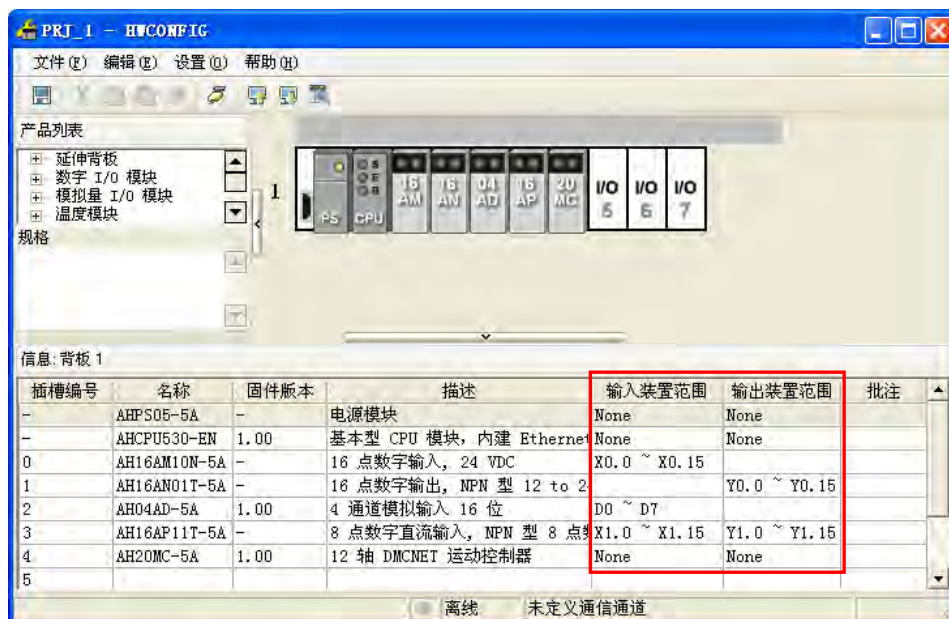 PRJ_1 - HWCONFIG
文件(F) 编辑(E) 设置(O) 帮助(H)
产品列表
延伸背板
数字 I/O 模块
模拟量 I/O 模块
温度模块
规格
1
PS CPU 16 AM 16 AN 04 AD 16 AP 20 MC I/O 5 I/O 6 I/O 7
信息:背板 1
插槽编号 名称 固件版本 描述 输入装置范围 输出装置范围 批注
- AHPS05-5A - 电源模块 None None
- AHCPU530-EN 1.00 基本型 CPU 模块, 内建 Ethernet None None
0 AH16AM10N-5A - 16 点数字输入, 24 VDC X0.0 ~ X0.15
1 AH16AN01T-5A - 16 点数字输出, NPN 型 12 to 2 Y0.0 ~ Y0.15
2 AH04AD-5A 1.00 4 通道模拟输入 16 位 D0 ~ D7
3 AH16AP11T-5A - 8 点数字直流输入, NPN 型 8 点 X1.0 ~ X1.15 Y1.0 ~ Y1.15
4 AH20MC-5A 1.00 12 轴 DMCNET 运动控制器 None None
5
离线 未定义通信通道